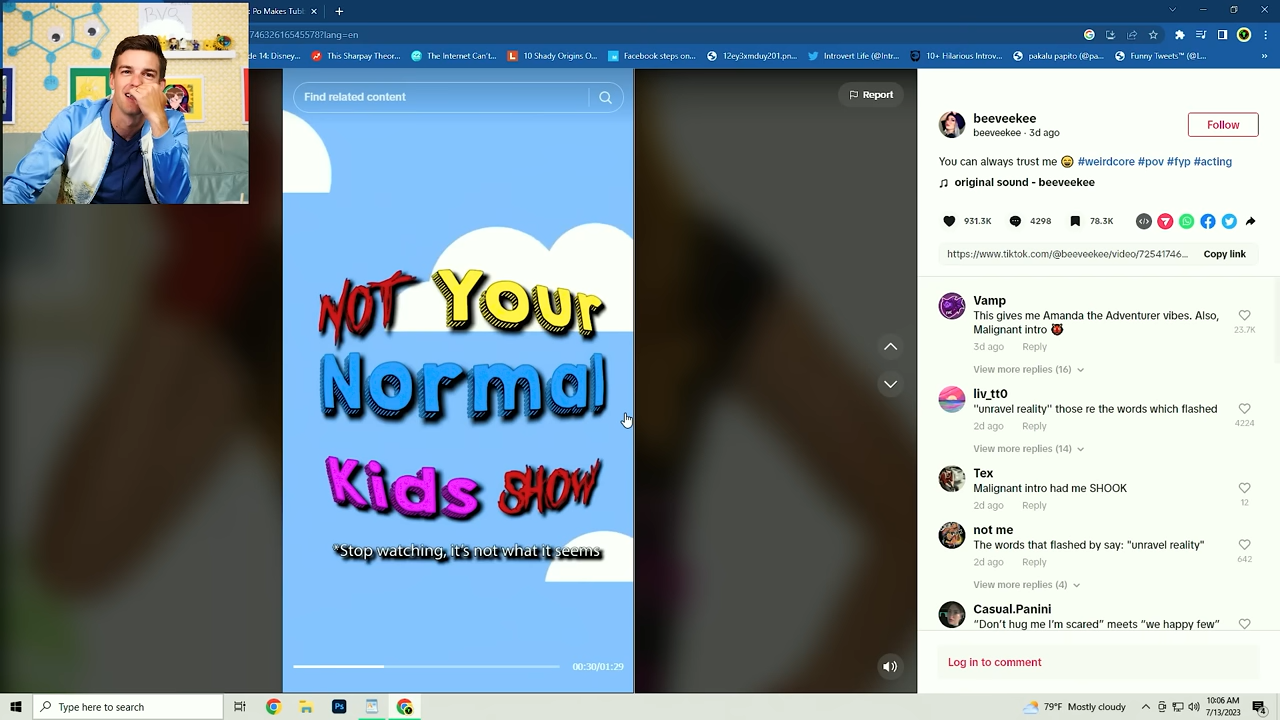 Po Makes Tubl
BVQ
74632616545578?lang=en
de 14: Disney...
This Sharpay Theor...
The Internet Can't...
10 Sharpay O...
Facebook steps on...
12ey3xmduy201.pn...
Introvert Life (@Intr...
10+ Hilarious Introv...
pakalu papito (@pa...
Funny Tweets™ (@L...
»
Find related content
Report
beeveekee
beeveekee · 3d ago
Follow
You can always trust me 😄 #weirdcore #pov #fyp #acting
original sound - beeveekee
931.3K
4298
78.3K
https://www.tiktok.com/@beeveekee/video/72541746...
Copy link
NOT Your
Normal
Kids SHOW
*Stop watching, it's not what it seems
00:30/01:29
Vamp
This gives me Amanda the Adventurer vibes. Also,
Malignant intro 👹
23.7K
3d ago Reply
View more replies (16)
liv_tt0
"unravel reality" those re the words which flashed
4224
2d ago Reply
View more replies (14)
Tex
Malignant intro had me SHOOK
12
2d ago Reply
not me
The words that flashed by say: "unravel reality"
642
2d ago Reply
View more replies (4)
Casual.Panini
"Don't hug me I'm scared" meets "we happy few"
Log in to comment
Type here to search
Ps
79°F Mostly cloudy
10:06 AM
7/13/2023
4